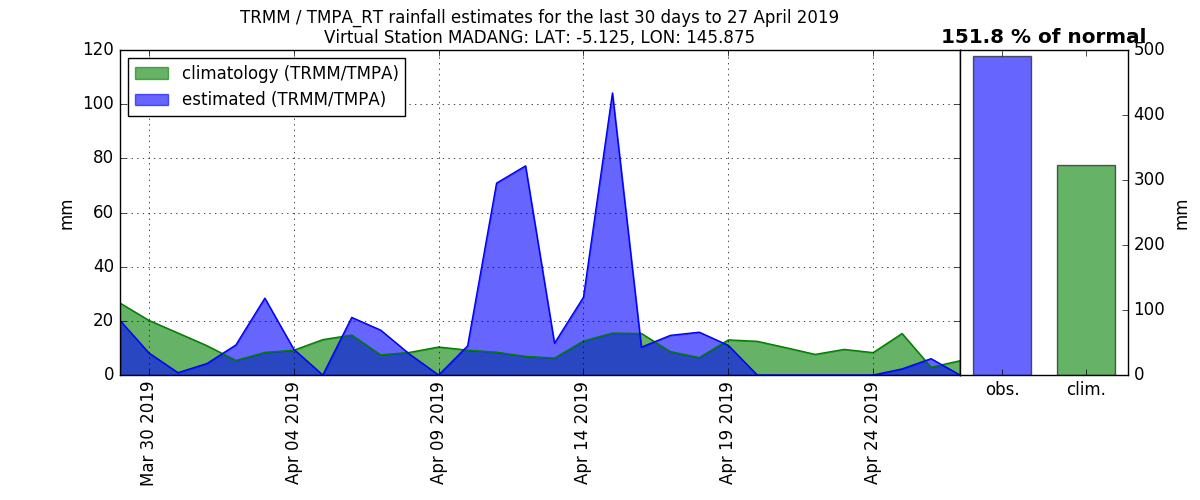 TRMM / TMPA_RT rainfall estimates for the last 30 days to 27 April 2019
Virtual Station MADANG: LAT: -5.125, LON: 145.875
151.8 % of normal
climatology (TRMM/TMPA)
estimated (TRMM/TMPA)
120
100
80
60
40
20
0
mm
Mar 30 2019
Apr 04 2019
Apr 09 2019
Apr 14 2019
Apr 19 2019
Apr 24 2019
obs.
clim.
500
400
300
200
100
0
mm